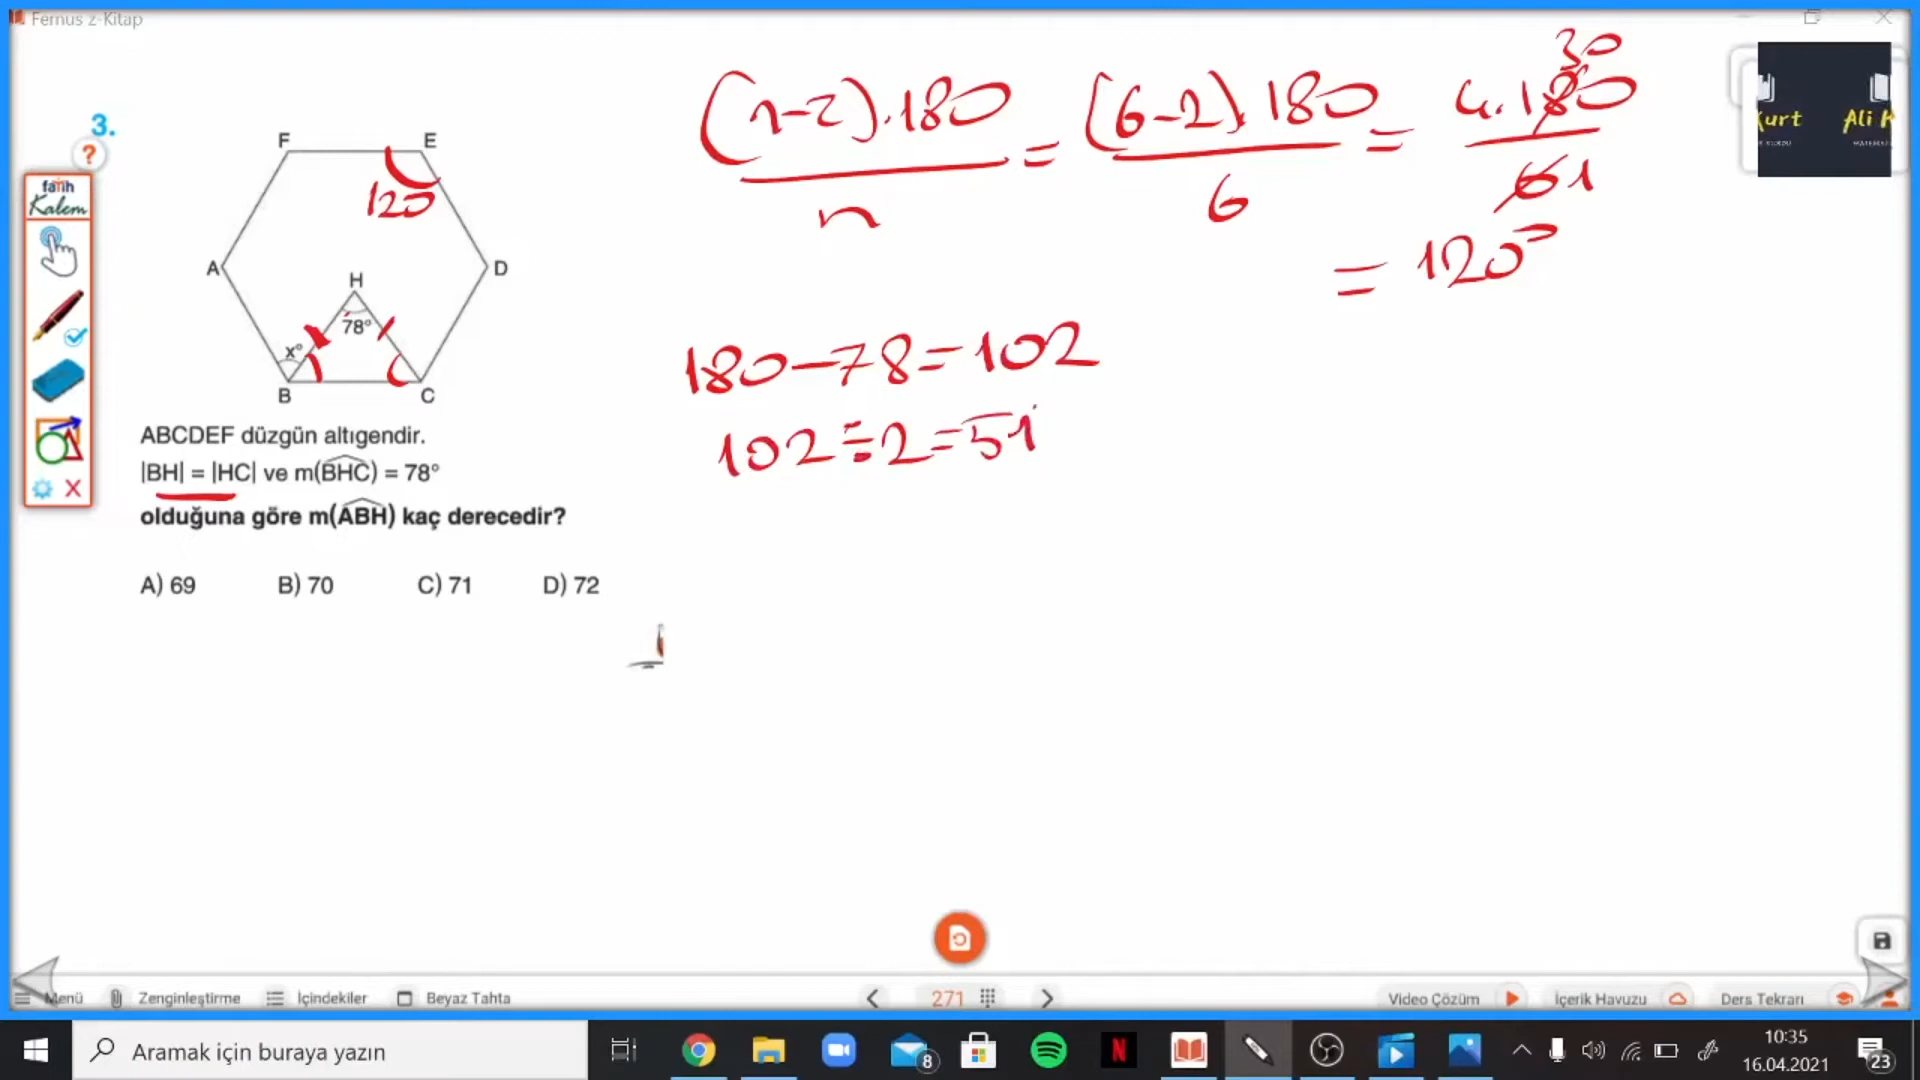 Fernus z-Kitap
3.
?
fatih
Kalem
F E
A D
H
78°
x°
B C
120
ABCDEF düzgün altıgendir.
|BH| = |HC| ve m(BHC) = 78°
olduğuna göre m(ABH) kaç derecedir?
A) 69 B) 70 C) 71 D) 72
(n-2).180 / n = (6-2).180 / 6 = 4.180 / 6 30 1
= 120°
180-78=102
102÷2=51
Kurt Ali K
Menü Zenginleştirme İçindekiler Beyaz Tahta 271 Video Çözüm İçerik Havuzu Ders Tekrarı
Aramak için buraya yazın 8 N 10:35
16.04.2021 23